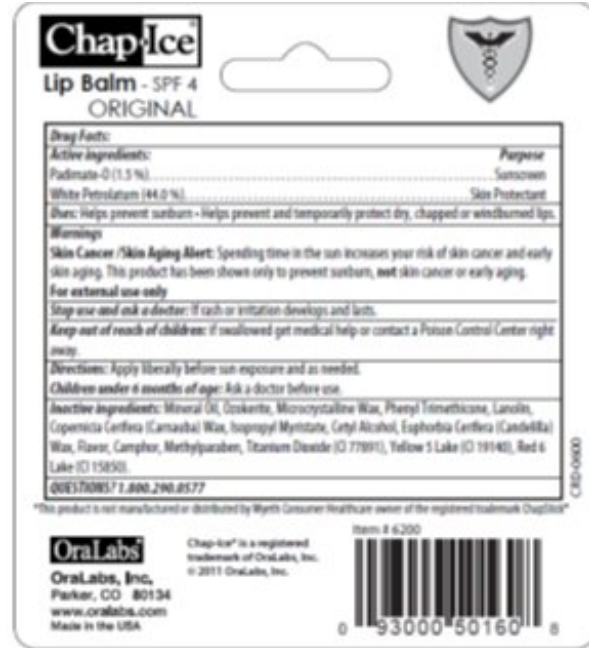 Chap·Ice®
Lip Balm - SPF 4
ORIGINAL
Drug Facts:
Active ingredients: Purpose
Padimate-O (1.5 %) Sunscreen
White Petrolatum (44.0 %) Skin Protectant
Uses: Helps prevent sunburn • Helps prevent and temporarily protect dry, chapped or windburned lips.
Warnings
Skin Cancer /Skin Aging Alert: Spending time in the sun increases your risk of skin cancer and early
skin aging. This product has been shown only to prevent sunburn, not skin cancer or early aging.
For external use only
Stop use and ask a doctor: If rash or irritation develops and lasts.
Keep out of reach of children: if swallowed get medical help or contact a Poison Control Center right
away.
Directions: Apply liberally before sun exposure and as needed.
Children under 6 months of age: Ask a doctor before use.
Inactive ingredients: Mineral Oil, Ozokerite, Microcrystalline Wax, Phenyl Trimethicone, Lanolin,
Copernicia Cerifera (Carnauba) Wax, Isopropyl Myristate, Cetyl Alcohol, Euphorbia Cerifera (Candelilla)
Wax, Flavor, Camphor, Methylparaben, Titanium Dioxide (CI 77891), Yellow 5 Lake (CI 19140), Red 6
Lake (CI 15850).
QUESTIONS? 1.800.290.0577
CRD-0600
"This product is not manufactured or distributed by Wyeth Consumer Healthcare owner of the registered trademark ChapStick"
OraLabs®
OraLabs, Inc.
Parker, CO 80134
www.oralabs.com
Made in the USA
Chap-Ice® is a registered
trademark of OraLabs, Inc.
© 2011 OraLabs, Inc.
Item # 6200
0 93000 50160 8